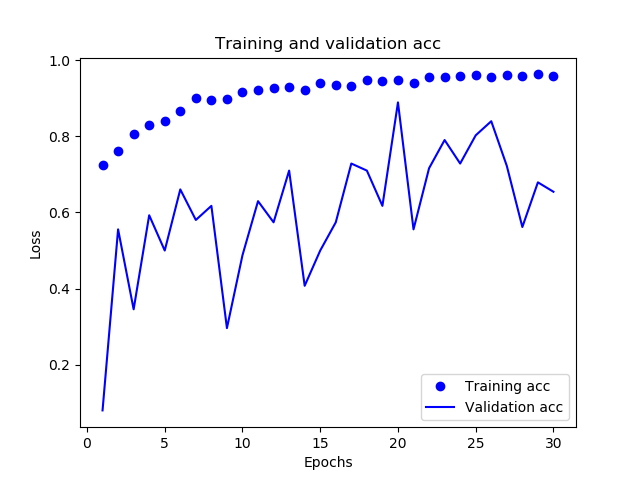 Training and validation acc
1.0
0.8
0.6
0.4
0.2
Loss
0 5 10 15 20 25 30
Epochs
Training acc
Validation acc